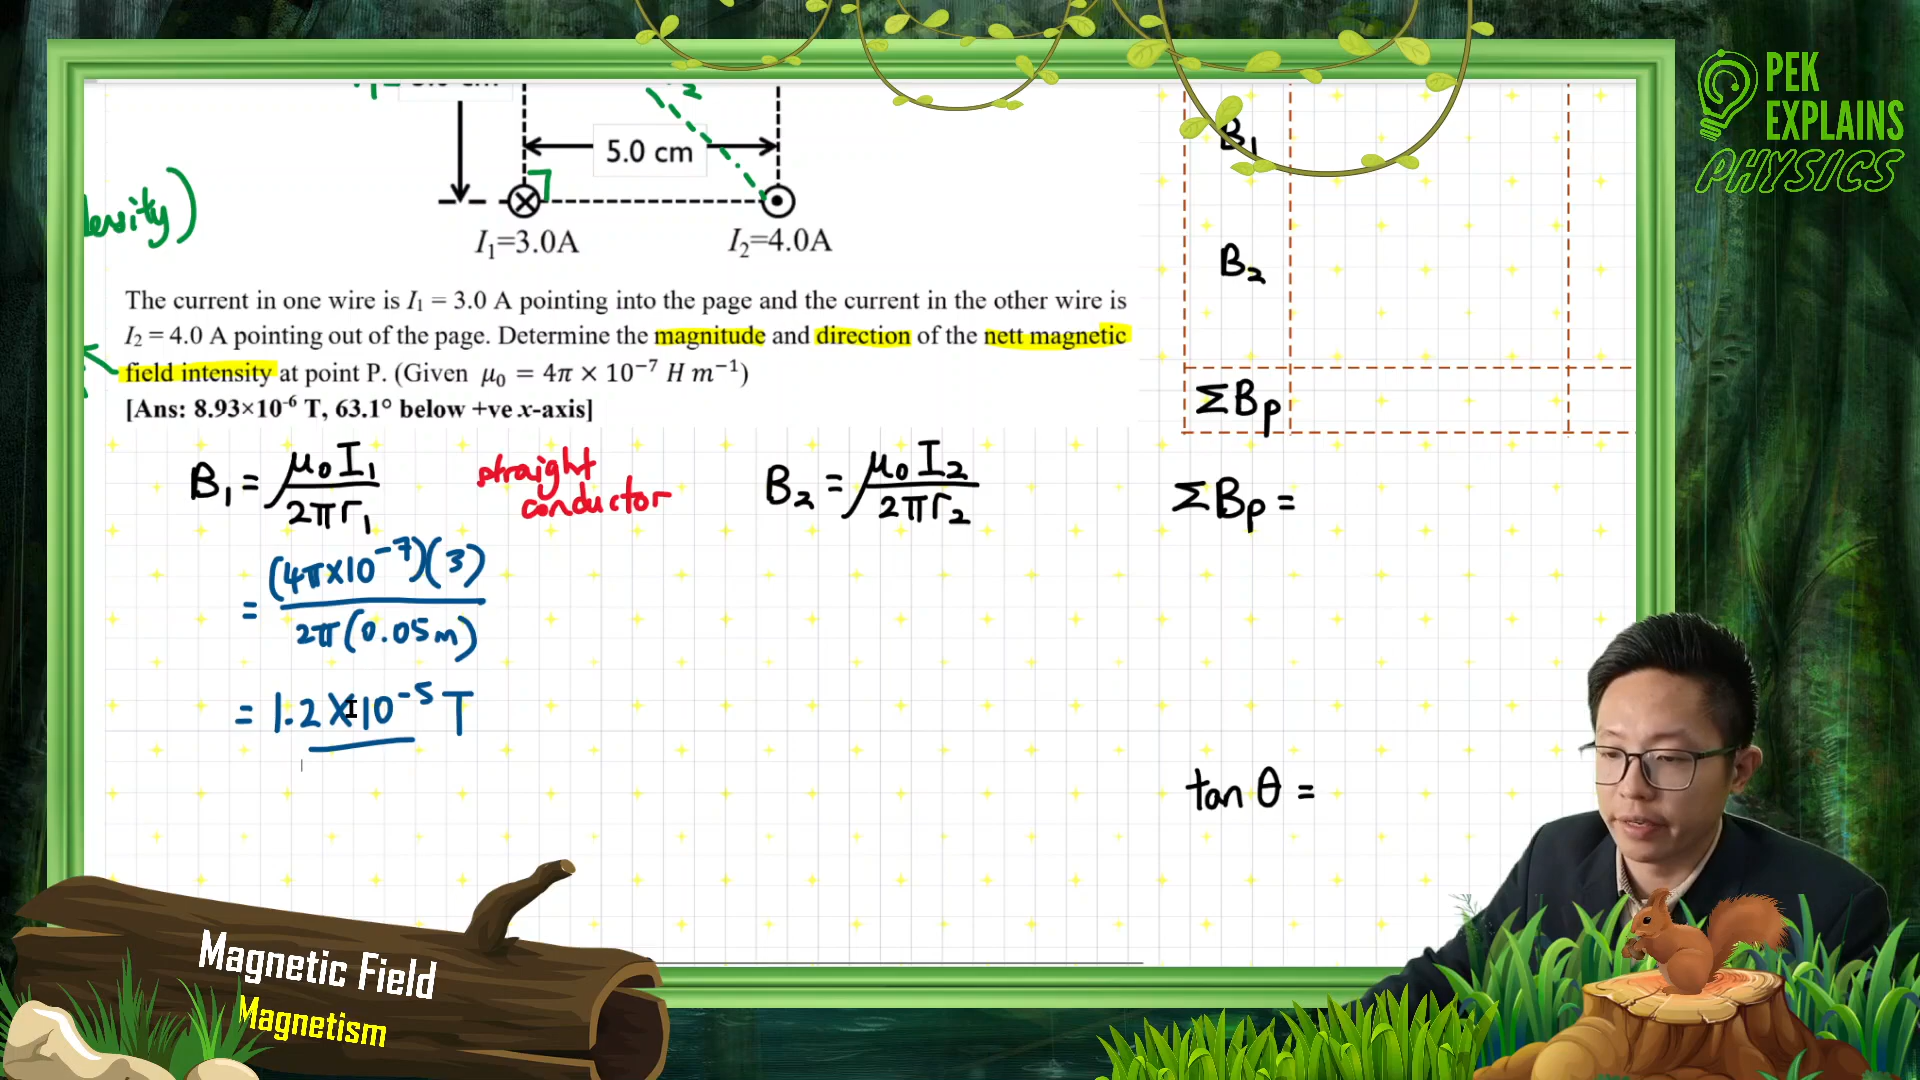 PEK
EXPLAINS
PHYSICS
5.0 cm
I₁=3.0A
I₂=4.0A
B₁
B₂
ΣBₚ
The current in one wire is I₁ = 3.0 A pointing into the page and the current in the other wire is
I₂ = 4.0 A pointing out of the page. Determine the magnitude and direction of the nett magnetic
field intensity at point P. (Given μ₀ = 4π × 10⁻⁷ H m⁻¹)
[Ans: 8.93×10⁻⁶ T, 63.1° below +ve x-axis]
B₁ = μ₀I₁ / 2πr₁
straight
conductor
B₂ = μ₀I₂ / 2πr₂
ΣBₚ =
= (4π×10⁻⁷)(3) / 2π(0.05m)
= 1.2×10⁻⁵ T
tan θ =
Magnetic Field
Magnetism